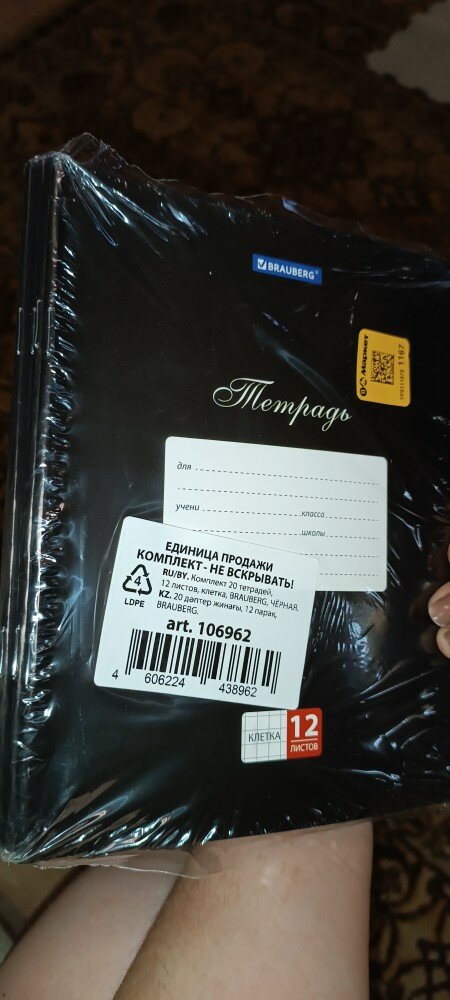 BRAUBERG
Маркет
1167
Тетрадь
для
учени класса
школы
ЕДИНИЦА ПРОДАЖИ
КОМПЛЕКТ - НЕ ВСКРЫВАТЬ!
RU/BY. Комплект 20 тетрадей,
12 листов, клетка, BRAUBERG, ЧЁРНАЯ.
KZ. 20 дәптер жинағы, 12 парақ,
BRAUBERG.
4
LDPE
art. 106962
4 606224 438962
КЛЕТКА 12
ЛИСТОВ